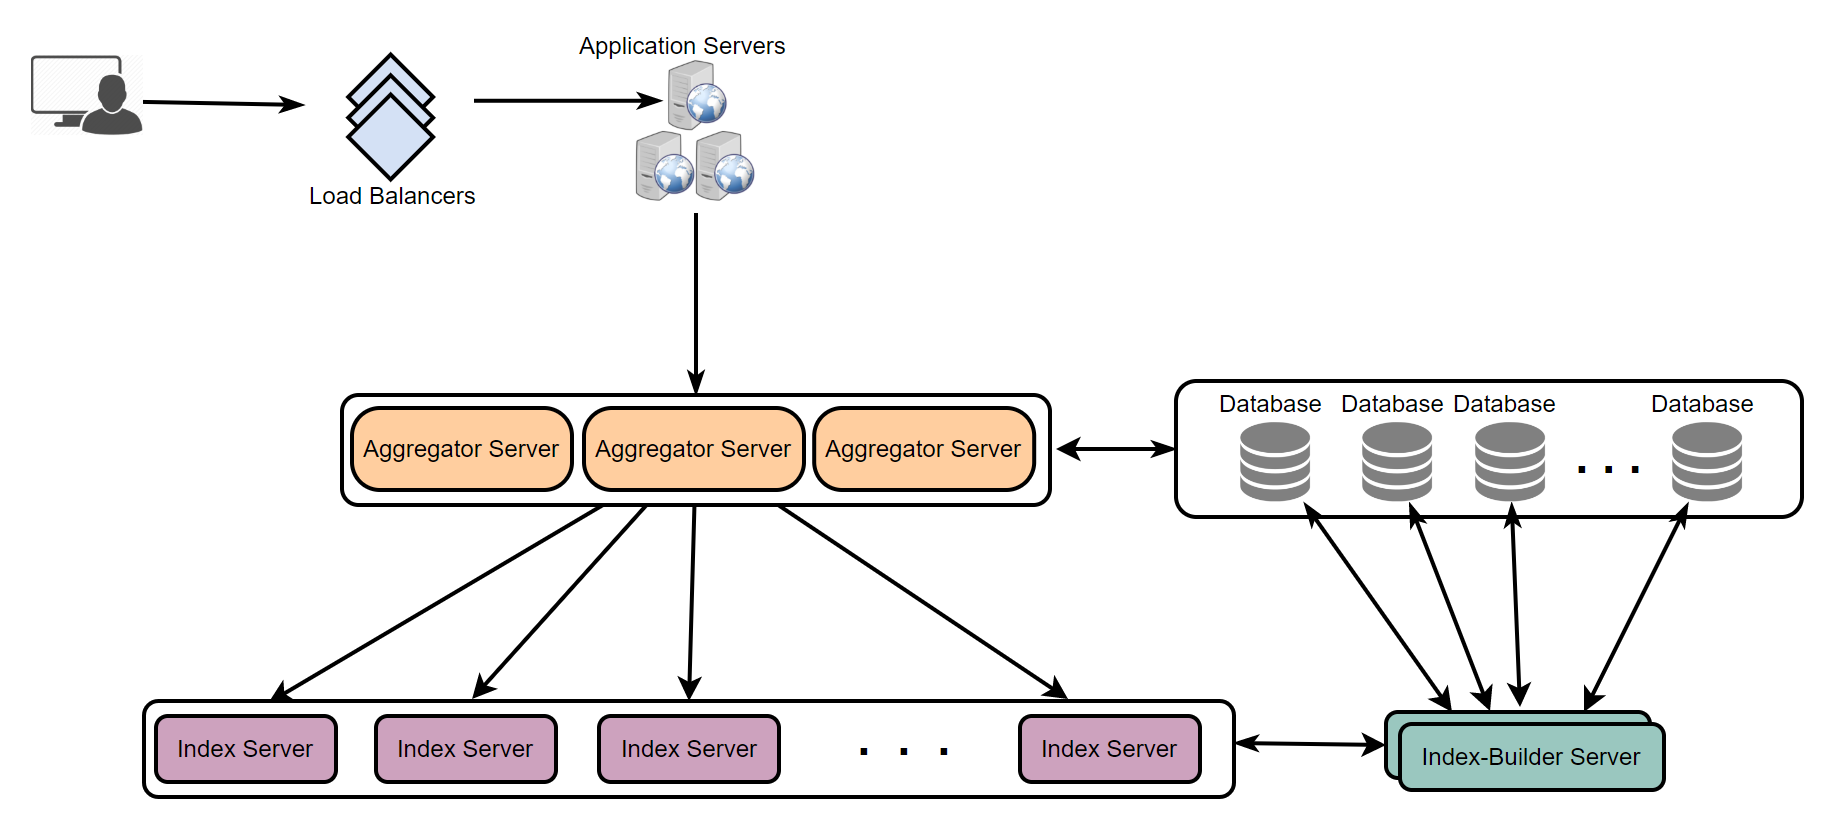 Application Servers
Load Balancers
Database Database Database Database
Aggregator Server Aggregator Server Aggregator Server
. . .
Index Server Index Server Index Server . . . Index Server
Index-Builder Server